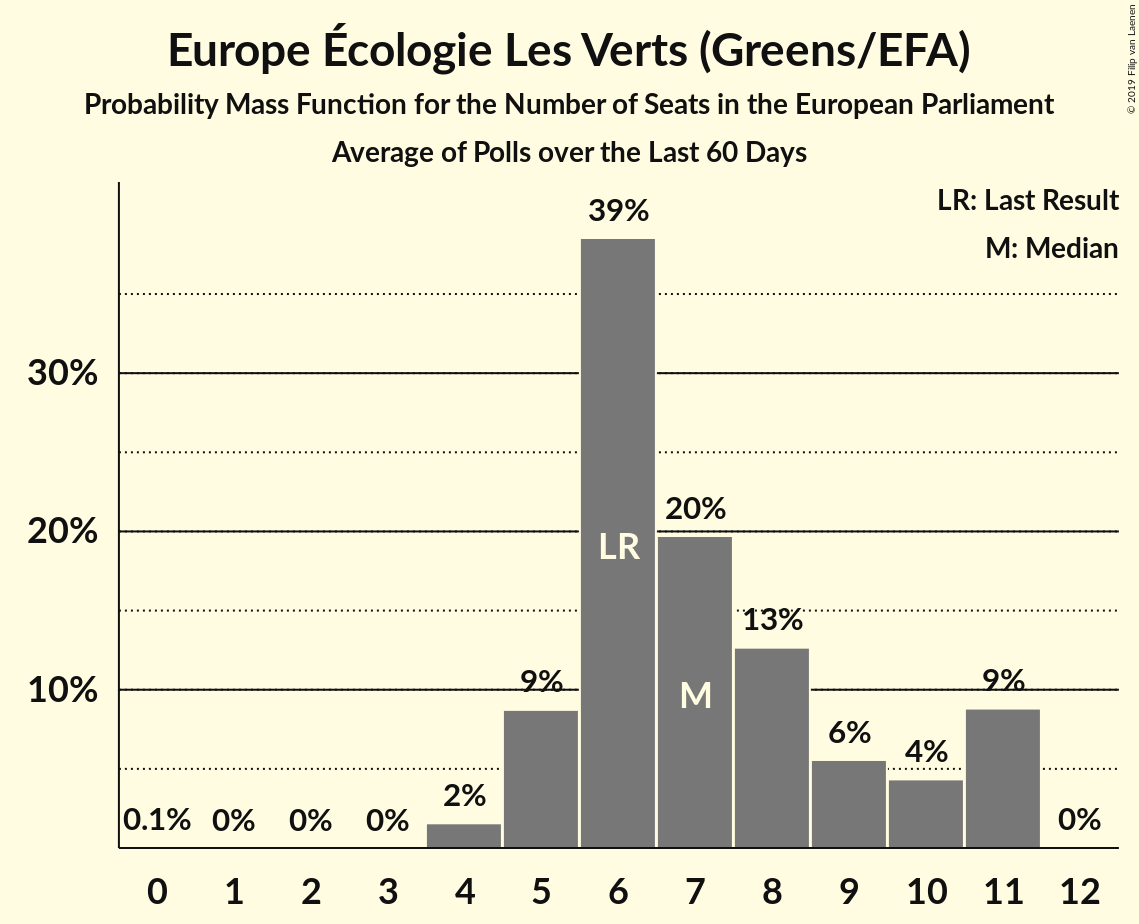 Europe Écologie Les Verts (Greens/EFA)
Probability Mass Function for the Number of Seats in the European Parliament
Average of Polls over the Last 60 Days
© 2019 Filip van Laenen
LR: Last Result
M: Median
39%
30%
20%
20%
LR
13%
10%
M
9%
9%
6%
4%
2%
0.1% 0% 0% 0% 0%
0 1 2 3 4 5 6 7 8 9 10 11 12